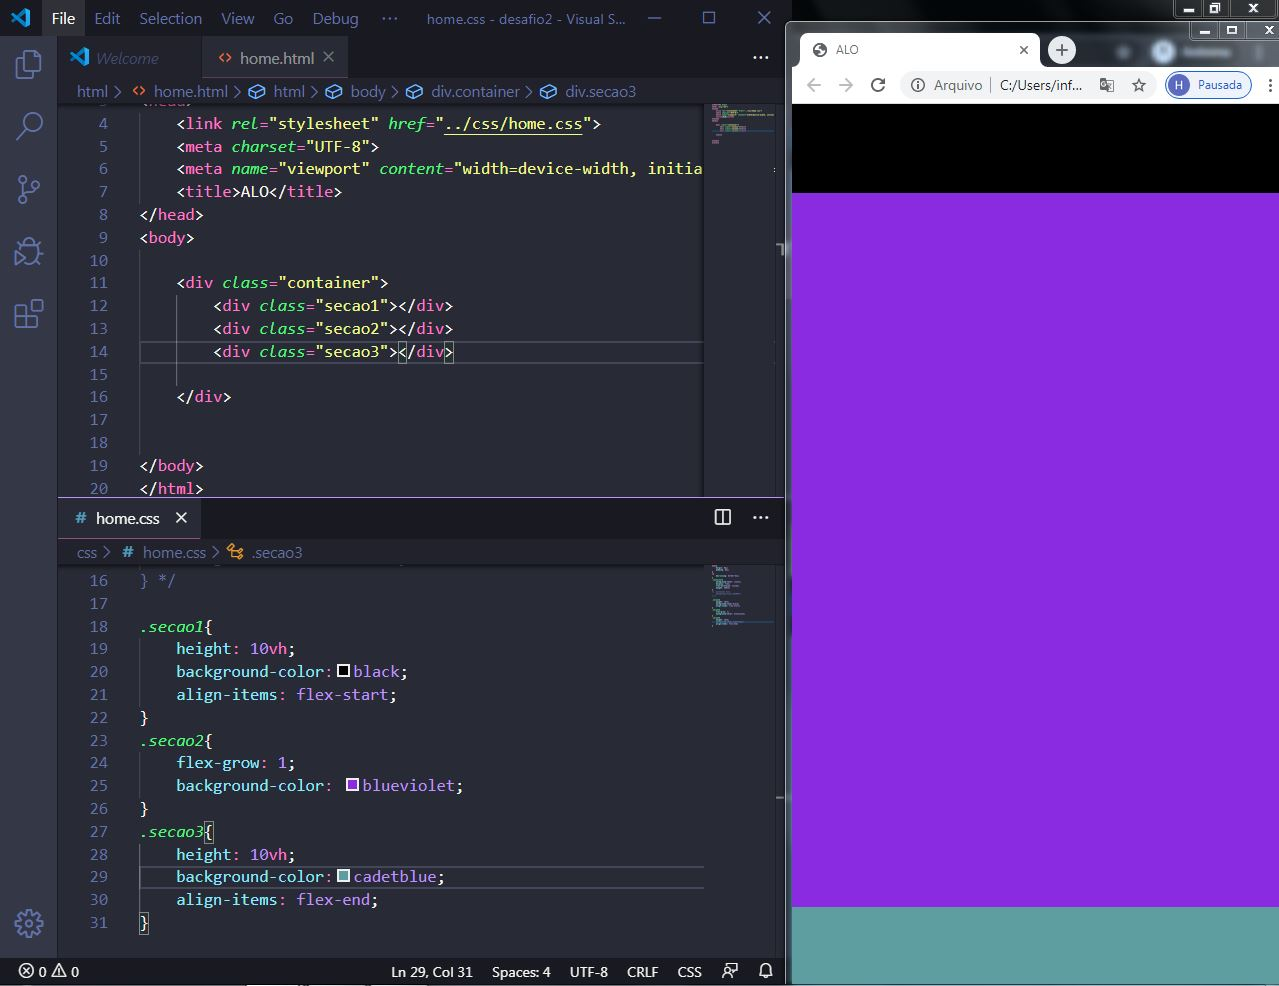 File Edit Selection View Go Debug ··· home.css - desafio2 - Visual S...
Welcome
home.html
html > home.html > html > body > div.container > div.secao3
4 <link rel="stylesheet" href="../css/home.css">
5 <meta charset="UTF-8">
6 <meta name="viewport" content="width=device-width, initia
7 <title>ALO</title>
8 </head>
9 <body>
10
11 <div class="container">
12 <div class="secao1"></div>
13 <div class="secao2"></div>
14 <div class="secao3"></div>
15
16 </div>
17
18
19 </body>
20 </html>
# home.css
css > # home.css > .secao3
16 } */
17
18 .secao1{
19 height: 10vh;
20 background-color: black;
21 align-items: flex-start;
22 }
23 .secao2{
24 flex-grow: 1;
25 background-color: blueviolet;
26 }
27 .secao3{
28 height: 10vh;
29 background-color: cadetblue;
30 align-items: flex-end;
31 }
0 0 Ln 29, Col 31 Spaces: 4 UTF-8 CRLF CSS
ALO
Arquivo | C:/Users/inf... H Pausada